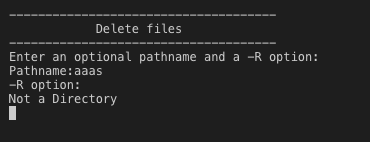 -------------------------------------
Delete files
-------------------------------------
Enter an optional pathname and a -R option:
Pathname:aaas
-R option:
Not a Directory